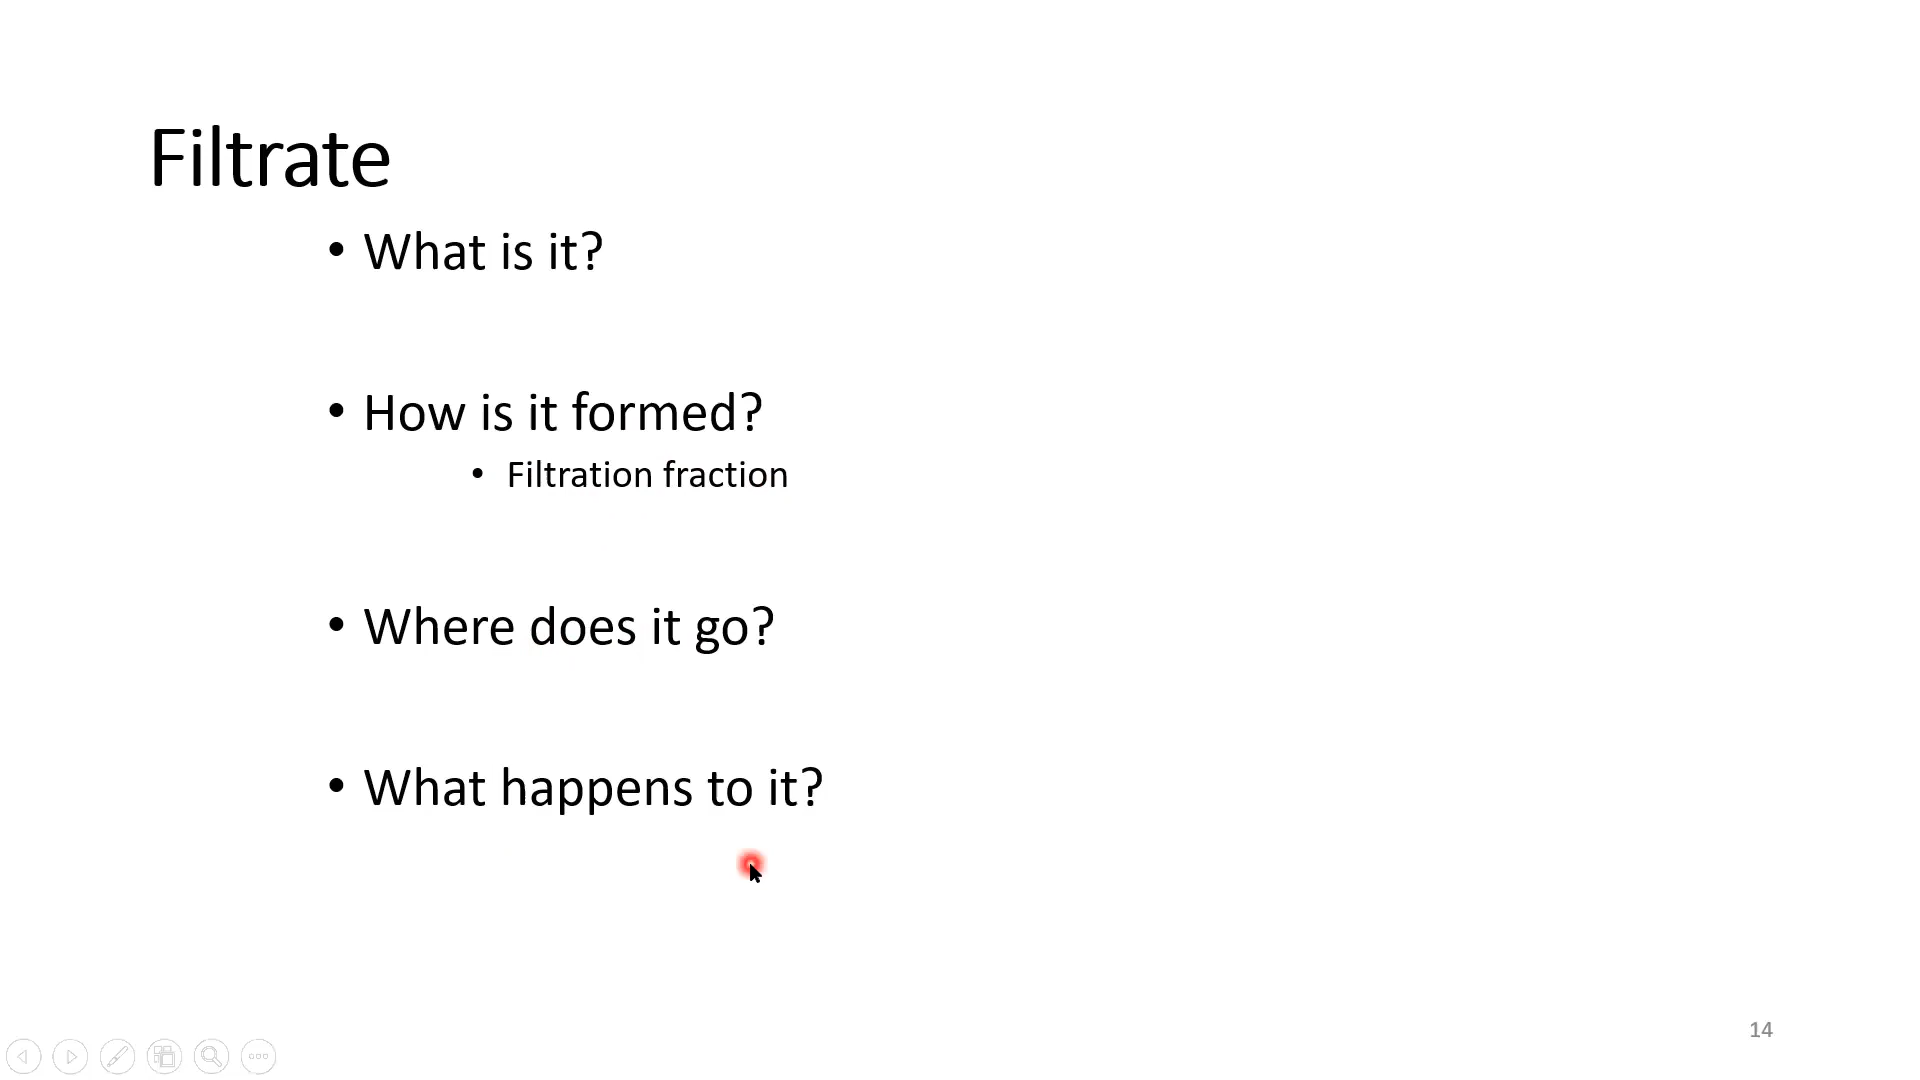 Filtrate
• What is it?
• How is it formed?
• Filtration fraction
• Where does it go?
• What happens to it?
14